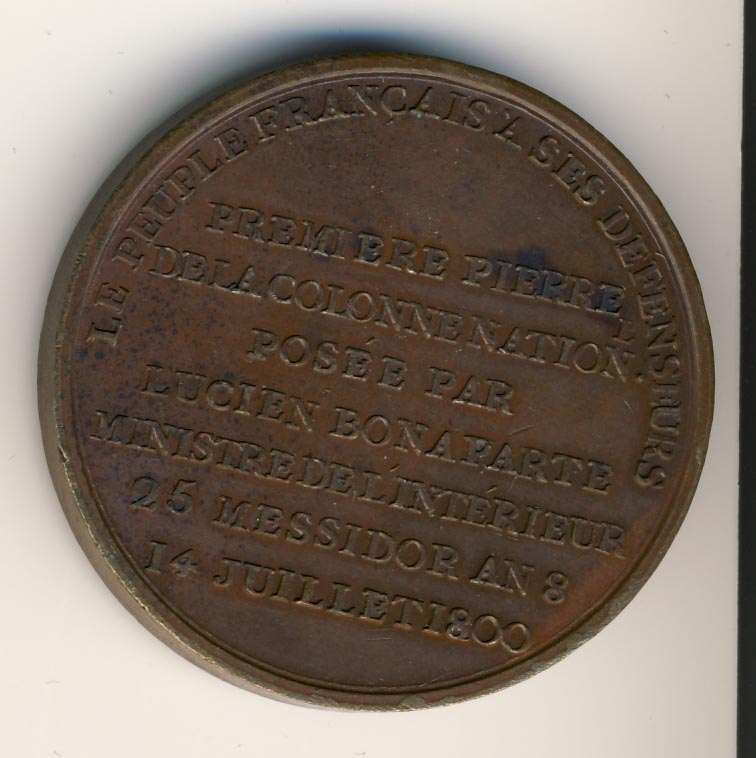 LE PEUPLE FRANÇAIS A SES DEFENSEURS
PREMIERE PIERRE
DE LA COLONNE NATION. L
POSÉE PAR
LUCIEN BONAPARTE
MINISTRE DE L'INTÉRIEUR
25 MESSIDOR AN 8
14 JUILLET 1800